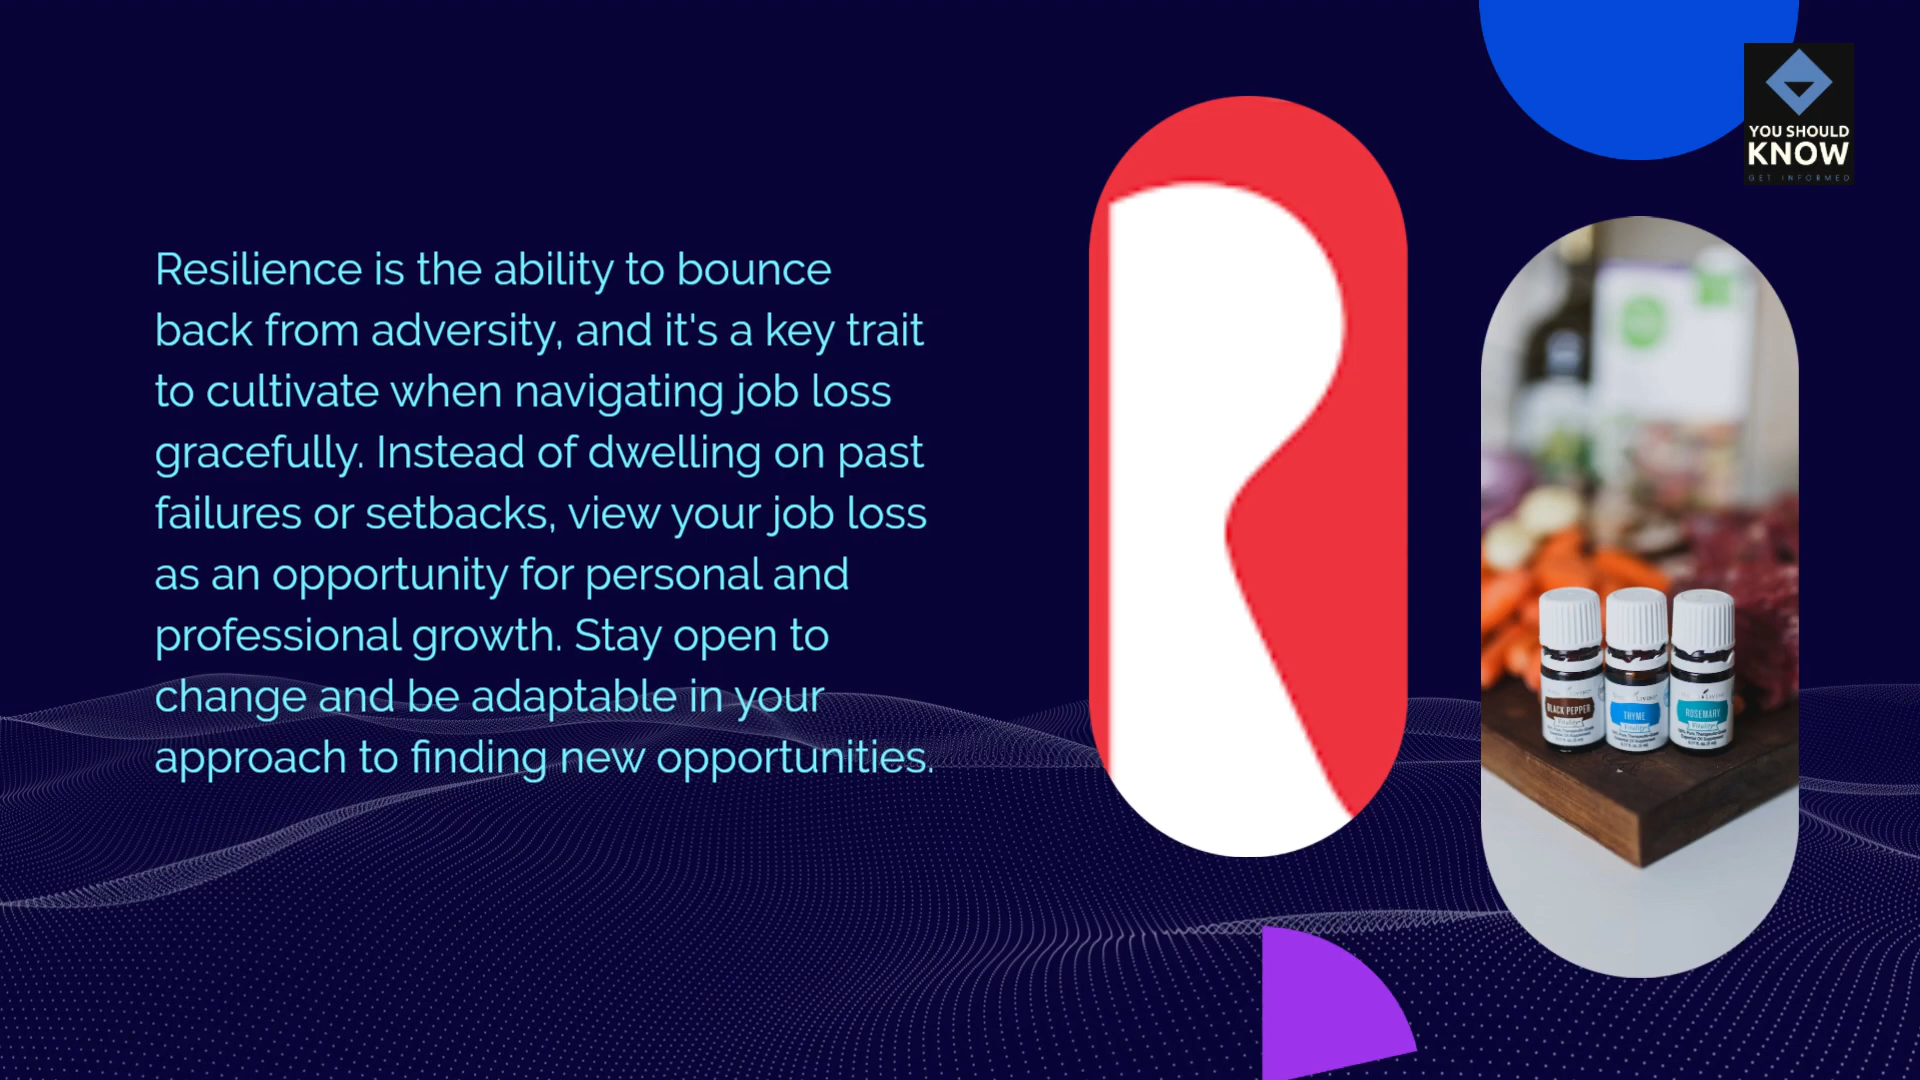 Resilience is the ability to bounce
back from adversity, and it's a key trait
to cultivate when navigating job loss
gracefully. Instead of dwelling on past
failures or setbacks, view your job loss
as an opportunity for personal and
professional growth. Stay open to
change and be adaptable in your
approach to finding new opportunities.
YOU SHOULD
KNOW
GET INFORMED
BLACK PEPPER
Vitality
THYME
Vitality
ROSEMARY
Vitality